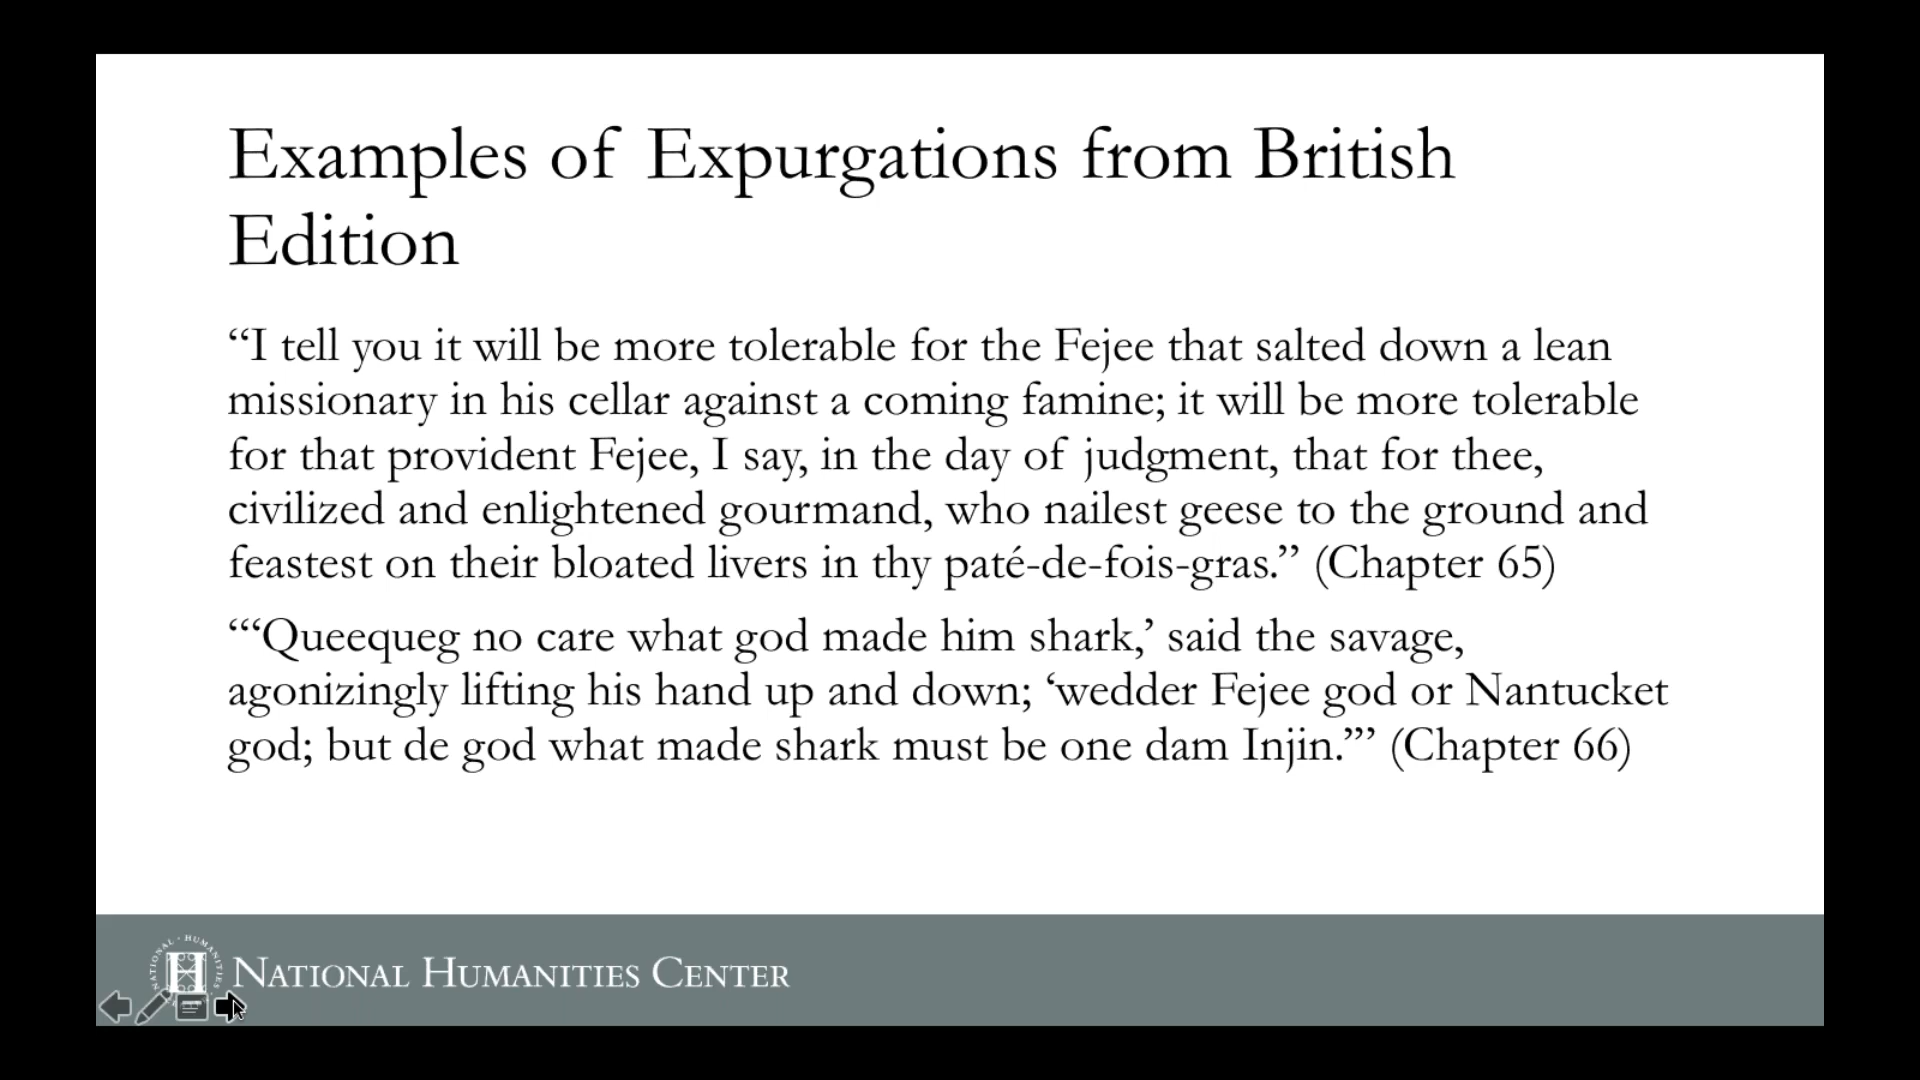 Examples of Expurgations from British
Edition
“I tell you it will be more tolerable for the Fejee that salted down a lean
missionary in his cellar against a coming famine; it will be more tolerable
for that provident Fejee, I say, in the day of judgment, that for thee,
civilized and enlightened gourmand, who nailest geese to the ground and
feastest on their bloated livers in thy paté-de-fois-gras.” (Chapter 65)
“‘Queequeg no care what god made him shark,’ said the savage,
agonizingly lifting his hand up and down; ‘wedder Fejee god or Nantucket
god; but de god what made shark must be one dam Injin.’” (Chapter 66)
NATIONAL · HUMANITIES
H
NATIONAL HUMANITIES CENTER